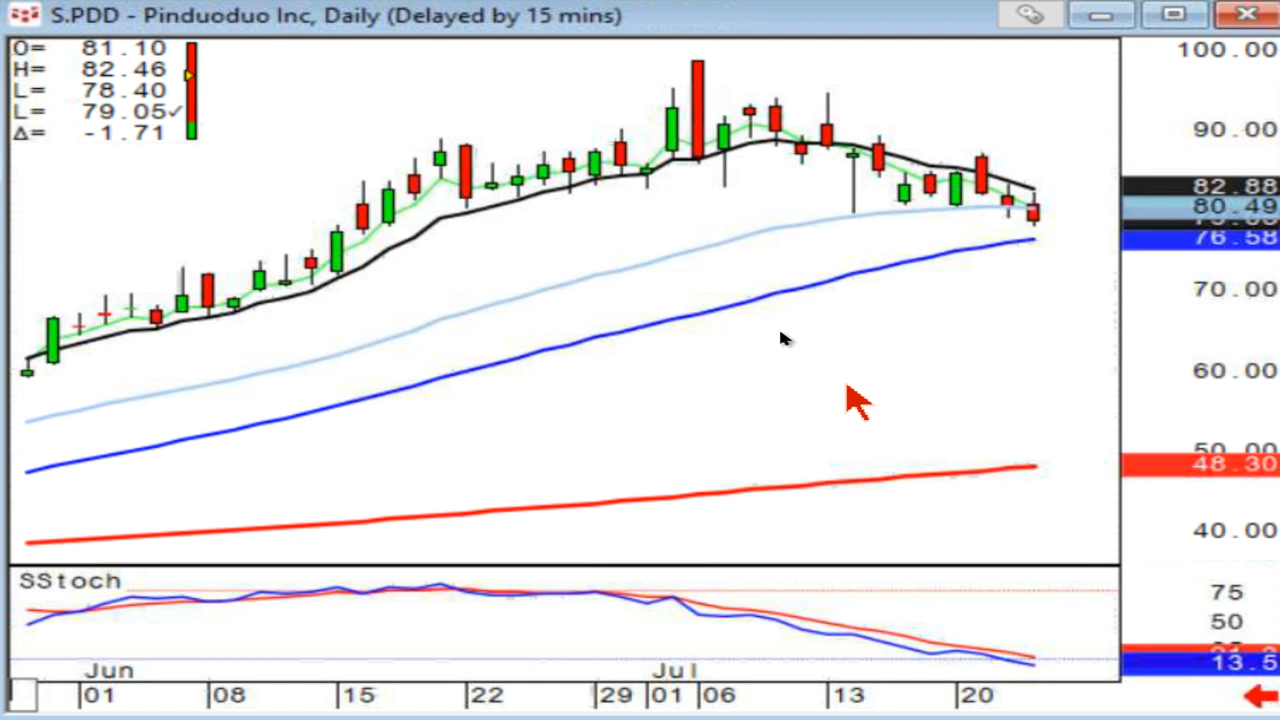 S.PDD - Pinduoduo Inc, Daily (Delayed by 15 mins)
O= 81.10
H= 82.46
L= 78.40
L= 79.05✓
Δ= -1.71
100.00
90.00
82.88
80.49
76.58
70.00
60.00
50.00
48.30
40.00
SStoch
75
50
13.5
Jun Jul
01 08 15 22 29 01 06 13 20